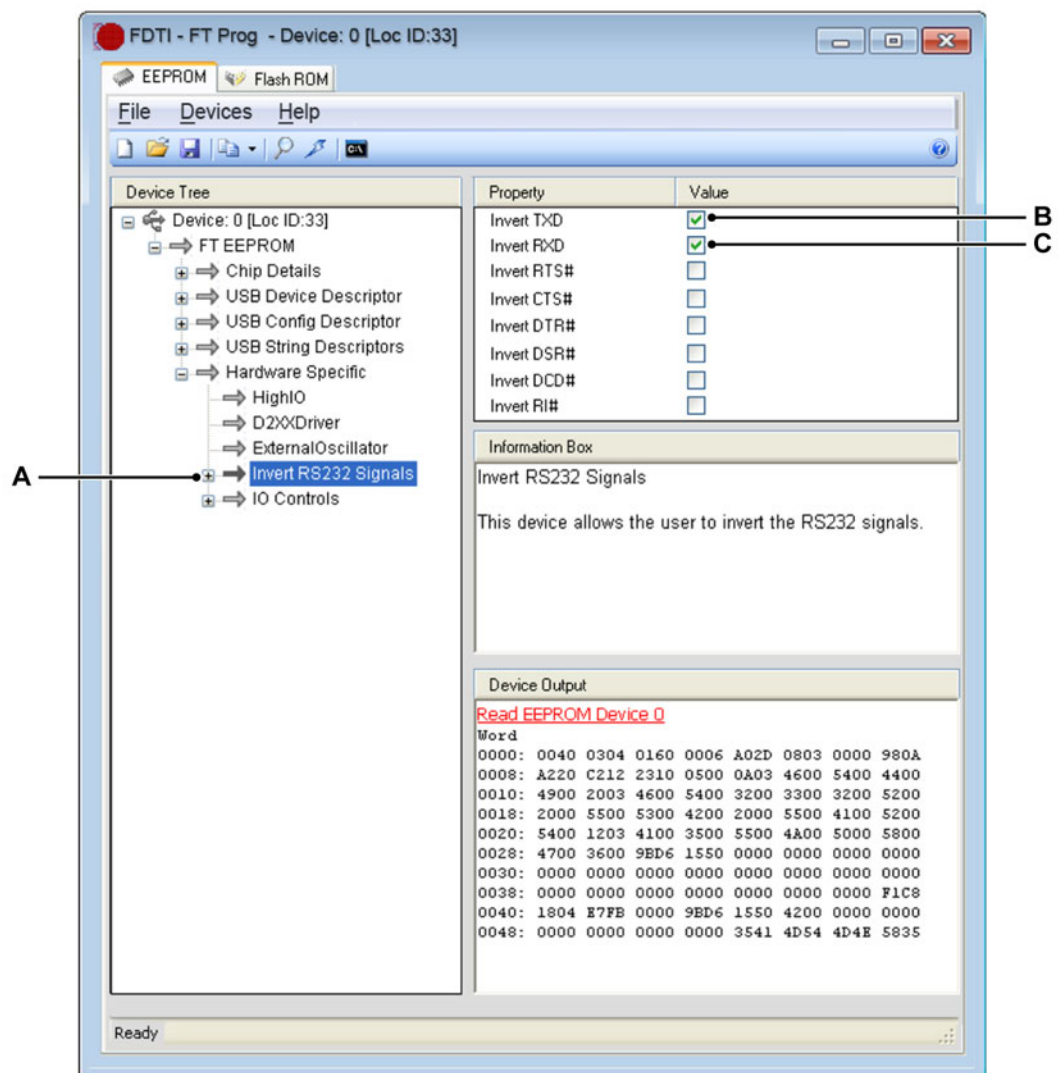 FDTI - FT Prog - Device: 0 [Loc ID:33]
EEPROM Flash ROM
File Devices Help
C:\
Device Tree
Device: 0 [Loc ID:33]
FT EEPROM
Chip Details
USB Device Descriptor
USB Config Descriptor
USB String Descriptors
Hardware Specific
HighIO
D2XXDriver
ExternalOscillator
A
Invert RS232 Signals
IO Controls
Property Value
Invert TXD B
Invert RXD C
Invert RTS#
Invert CTS#
Invert DTR#
Invert DSR#
Invert DCD#
Invert RI#
Information Box
Invert RS232 Signals
This device allows the user to invert the RS232 signals.
Device Output
Read EEPROM Device 0
Word
0000: 0040 0304 0160 0006 A02D 0803 0000 980A
0008: A220 C212 2310 0500 0A03 4600 5400 4400
0010: 4900 2003 4600 5400 3200 3300 3200 5200
0018: 2000 5500 5300 4200 2000 5500 4100 5200
0020: 5400 1203 4100 3500 5500 4A00 5000 5800
0028: 4700 3600 9BD6 1550 0000 0000 0000 0000
0030: 0000 0000 0000 0000 0000 0000 0000 0000
0038: 0000 0000 0000 0000 0000 0000 0000 F1C8
0040: 1804 E7FB 0000 9BD6 1550 4200 0000 0000
0048: 0000 0000 0000 0000 3541 4D54 4D4E 5835
Ready